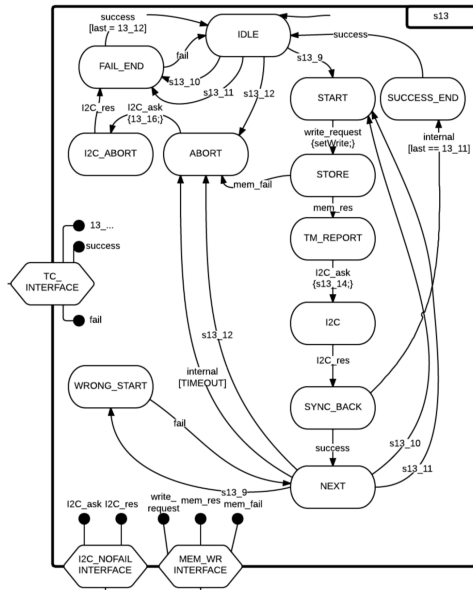 s13
success
[last = 13_12]
IDLE
success
fail
s13_9
FAIL_END
s13_10
s13_11
s13_12
START
SUCCESS_END
I2C_res
I2C_ask
{13_16;}
write_request
{setWrite;}
internal
[last == 13_11]
I2C_ABORT
ABORT
STORE
mem_fail
mem_res
13_...
success
TM_REPORT
TC_
INTERFACE
I2C_ask
{s13_14;}
fail
I2C
s13_12
I2C_res
internal
[TIMEOUT]
WRONG_START
SYNC_BACK
fail
success
s13_10
s13_11
NEXT
s13_9
I2C_ask
I2C_res
write_
request
mem_res
mem_fail
I2C_NOFAIL
INTERFACE
MEM_WR
INTERFACE